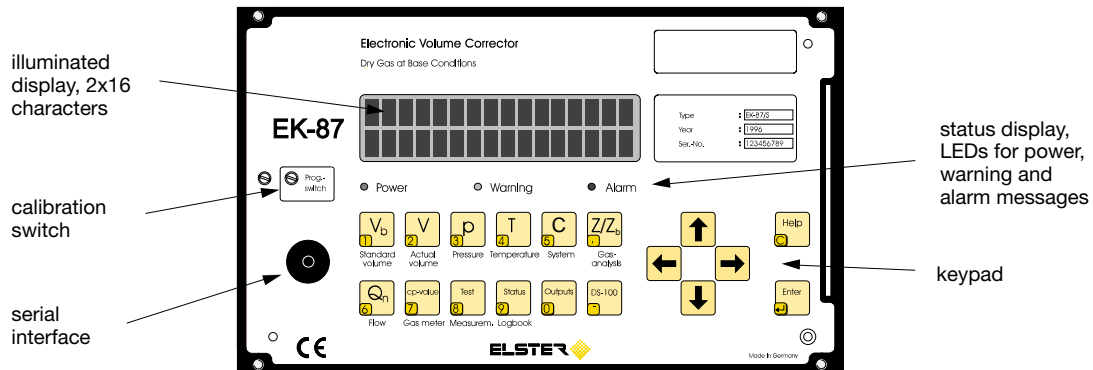 illuminated
display, 2x16
characters
calibration
switch
serial
interface
Electronic Volume Corrector
Dry Gas at Base Conditions
EK-87
Type : EK-87/S
Year : 1996
Ser.-No. : 123456789
Prog.-
switch
Power Warning Alarm
Vb V p T C Z/Zb Help
1 2 3 4 5 , C
Standard
volume
Actual
volume
Pressure
Temperature
System
Gas-
analysis
Qn cp-value Test Status Outputs DS-100 Enter
6 7 8 9 0 -
Flow Gas meter Measurem. Logbook
CE
ELSTER
Made in Germany
status display,
LEDs for power,
warning and
alarm messages
keypad